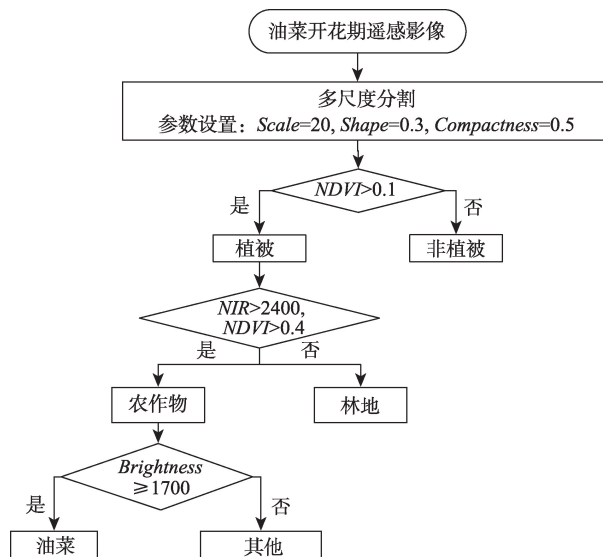 油菜开花期遥感影像
多尺度分割
参数设置：Scale=20, Shape=0.3, Compactness=0.5
NDVI>0.1
是
否
植被
非植被
NIR>2400,
NDVI>0.4
是
否
农作物
林地
Brightness
≥1700
是
否
油菜
其他